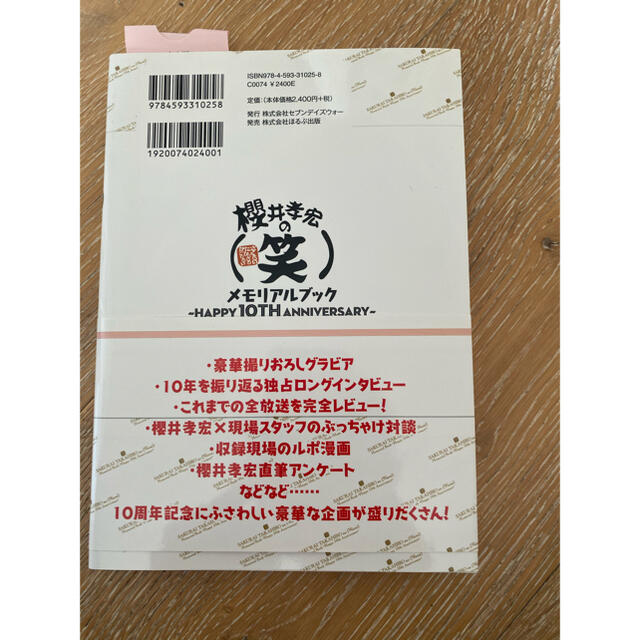 ISBN978-4-593-31025-8
C0074 ¥2400E
定価:(本体価格2,400円+税)
発行 株式会社セブンデイズウォー
発売 株式会社ほるぷ出版
9784593310258
1920074024001
櫻井孝宏
の
(笑)
メモリアルブック
~HAPPY 10TH ANNIVERSARY~
・豪華撮りおろしグラビア
・10年を振り返る独占ロングインタビュー
・これまでの全放送を完全レビュー!
・櫻井孝宏×現場スタッフのぶっちゃけ対談
・収録現場のルポ漫画
・櫻井孝宏直筆アンケート
などなど……
10周年記念にふさわしい豪華な企画が盛りだくさん!